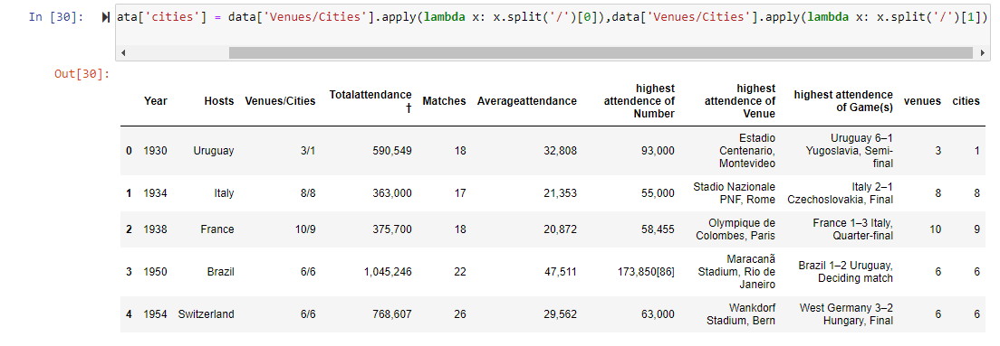 In [30]: ata['cities'] = data['Venues/Cities'].apply(lambda x: x.split('/')[0]),data['Venues/Cities'].apply(lambda x: x.split('/')[1])
Out[30]:
Year Hosts Venues/Cities Totalattendance † Matches Averageattendance highest attendence of Number highest attendence of Venue highest attendence of Game(s) venues cities
0 1930 Uruguay 3/1 590,549 18 32,808 93,000 Estadio Centenario, Montevideo Uruguay 6–1 Yugoslavia, Semi-final 3 1
1 1934 Italy 8/8 363,000 17 21,353 55,000 Stadio Nazionale PNF, Rome Italy 2–1 Czechoslovakia, Final 8 8
2 1938 France 10/9 375,700 18 20,872 58,455 Olympique de Colombes, Paris France 1–3 Italy, Quarter-final 10 9
3 1950 Brazil 6/6 1,045,246 22 47,511 173,850[86] Maracanã Stadium, Rio de Janeiro Brazil 1–2 Uruguay, Deciding match 6 6
4 1954 Switzerland 6/6 768,607 26 29,562 63,000 Wankdorf Stadium, Bern West Germany 3–2 Hungary, Final 6 6